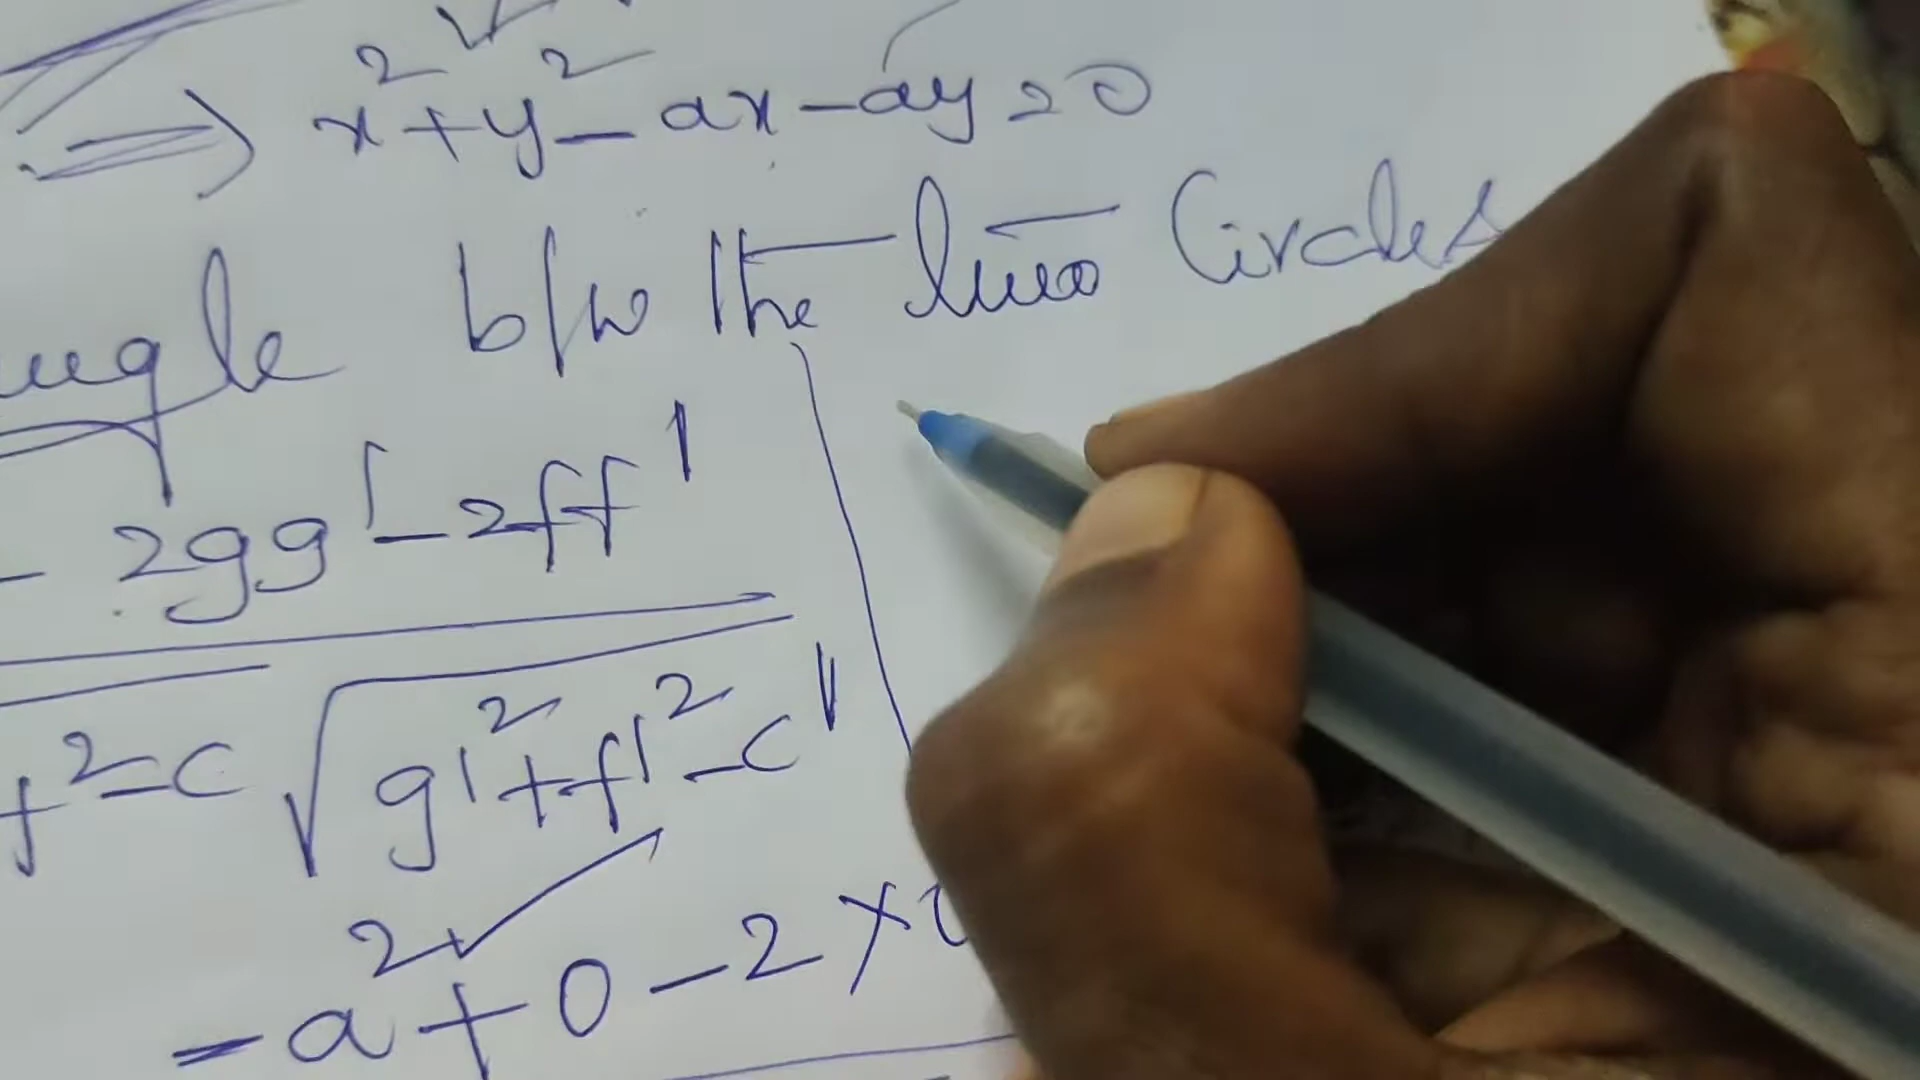 ⇒ x²+y²-ax-ay=0
angle b/w the two Circles
- 2gg'-2ff'
f²-c √g'²+f'²-c'
-a²+0-2×